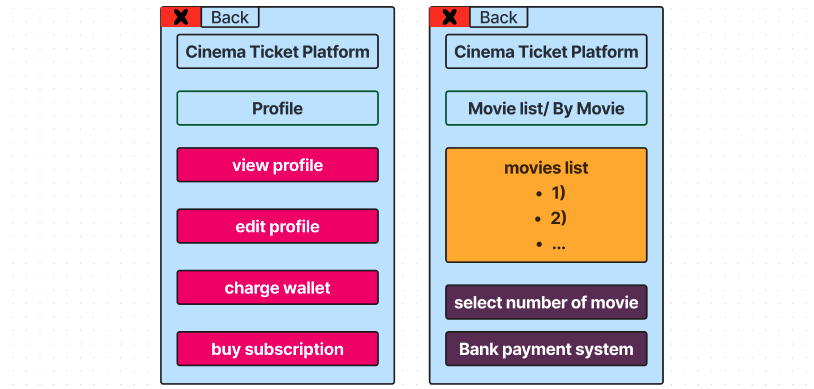 Back
Cinema Ticket Platform
Profile
view profile
edit profile
charge wallet
buy subscription
Back
Cinema Ticket Platform
Movie list/ By Movie
movies list
• 1)
• 2)
• ...
select number of movie
Bank payment system